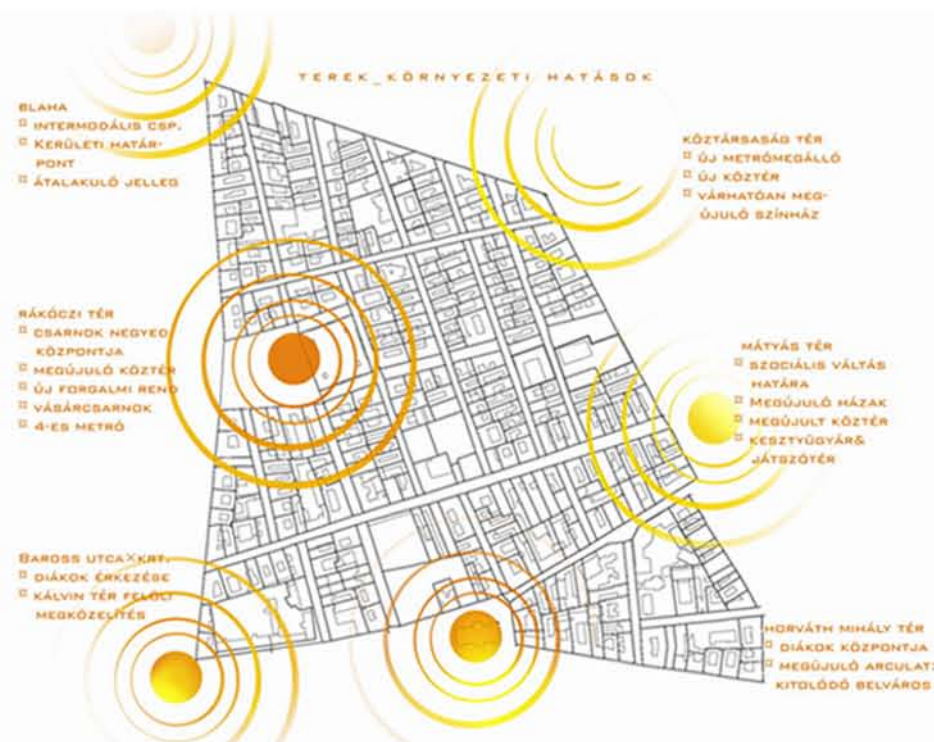 TEREK_KÖRNYEZETI HATÁSOK
BLAHA
INTERMODÁLIS CSP.
KERÜLETI HATÁR-
PONT
ÁTALAKULÓ JELLEG
KÖZTÁRSASÁG TÉR
ÚJ METRÓMEGÁLLÓ
ÚJ KÖZTÉR
VÁRHATÓAN MEG-
ÚJULÓ SZÍNHÁZ
RÁKÓCZI TÉR
CSARNOK NEGYED
KÖZPONTJA
MEGÚJULÓ KÖZTÉR
ÚJ FORGALMI REND
VÁSÁRCSARNOK
4-ES METRÓ
MÁTYÁS TÉR
SZOCIÁLIS VÁLTÁS
HATÁRA
MEGÚJULÓ HÁZAK
MEGÚJULT KÖZTÉR
KESZTYŰGYÁR&
JÁTSZÓTÉR
BAROSS UTCA×KRT.
DIÁKOK ÉRKEZÉSE
KÁLVIN TÉR FELŐLI
MEGKÖZELÍTÉS
HORVÁTH MIHÁLY TÉR
DIÁKOK KÖZPONTJA
MEGÚJULÓ ARCULAT:
KITOLÓDÓ BELVÁROS